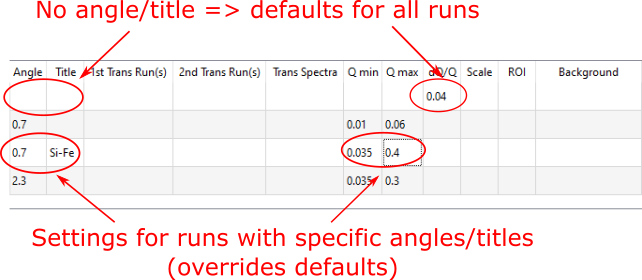 No angle/title => defaults for all runs
Angle Title 1st Trans Run(s) 2nd Trans Run(s) Trans Spectra Q min Q max dQ/Q Scale ROI Background
0.04
0.7 0.01 0.06
0.7 Si-Fe 0.035 0.4
2.3 0.035 0.3
Settings for runs with specific angles/titles
(overrides defaults)